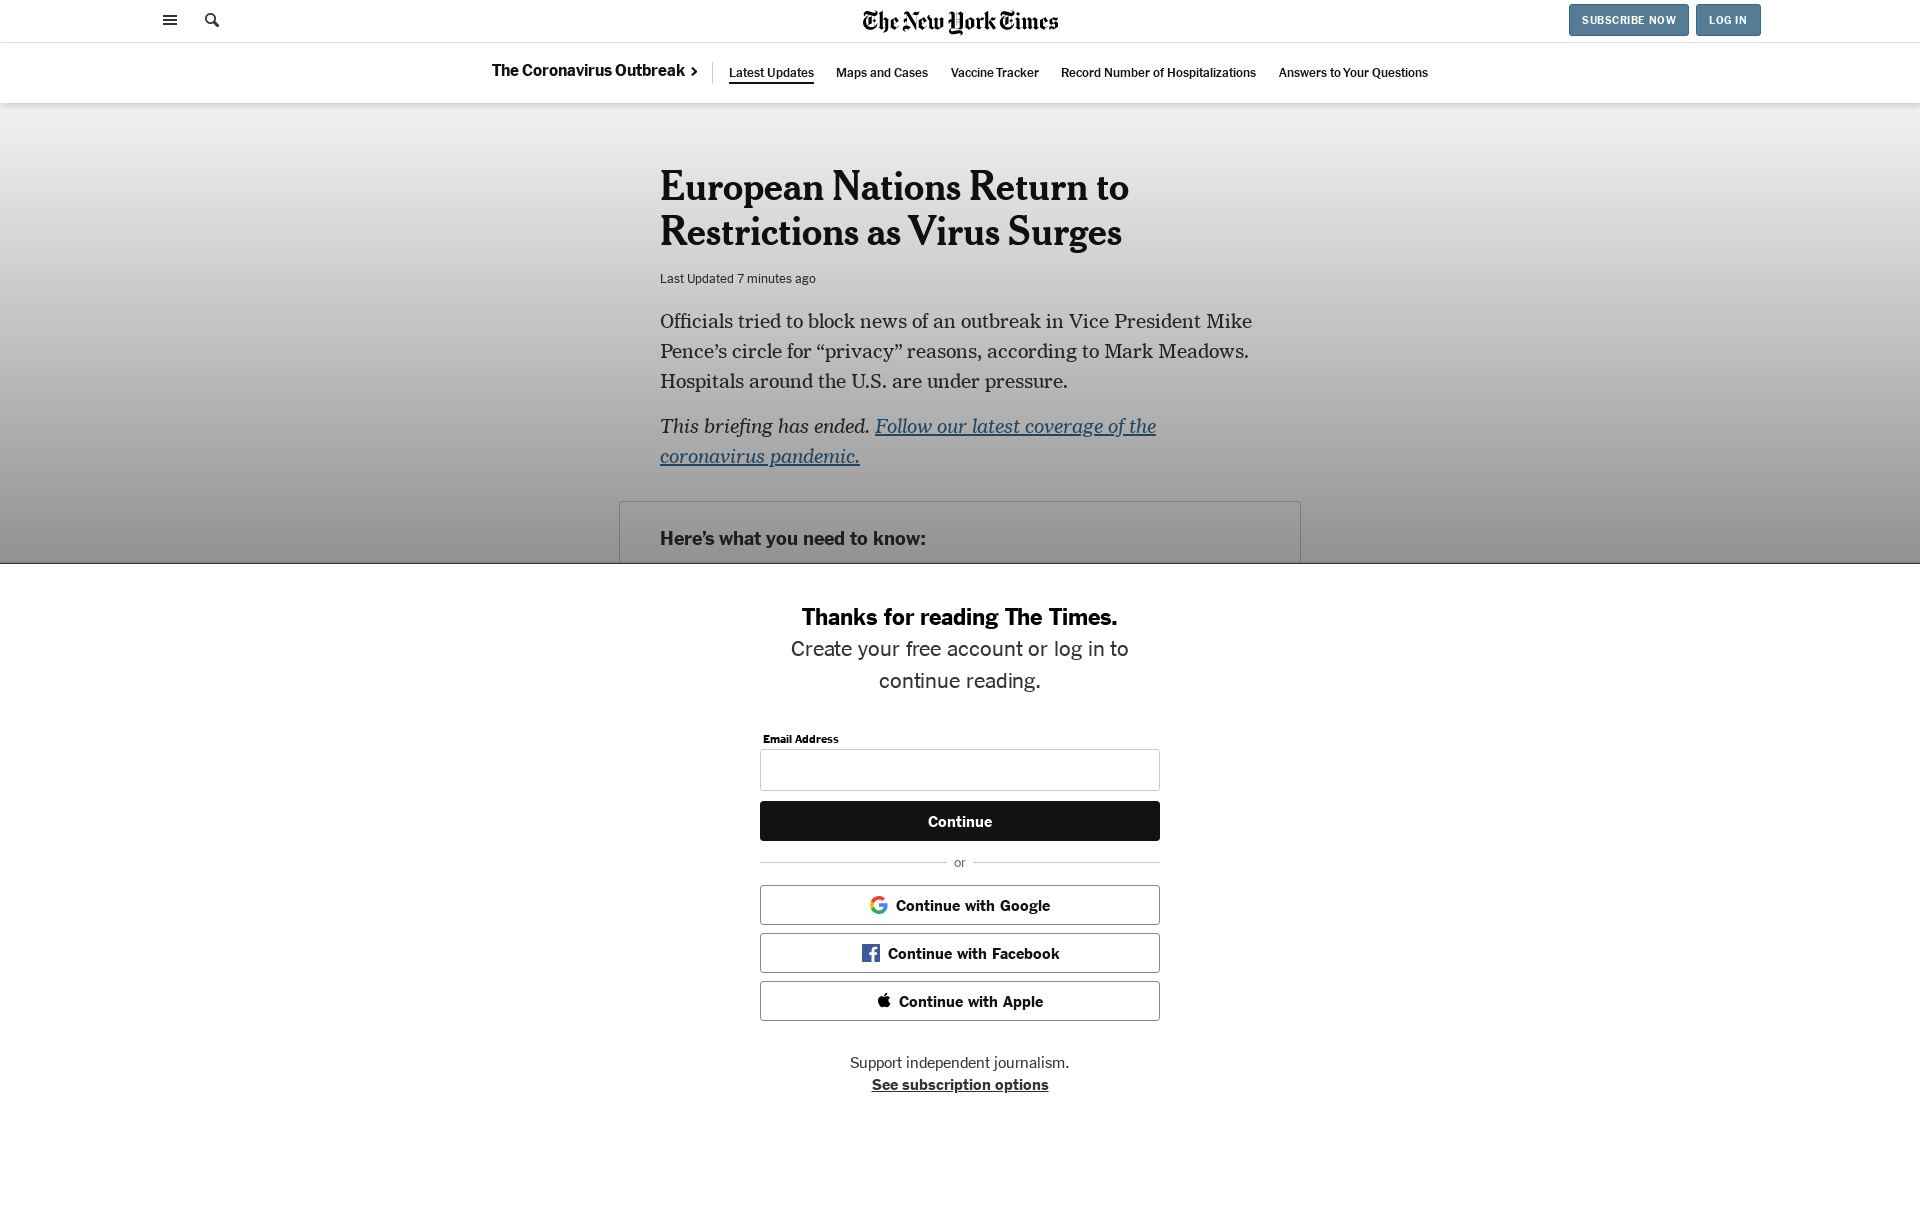 The New York Times
SUBSCRIBE NOW
LOG IN
The Coronavirus Outbreak
Latest Updates
Maps and Cases
Vaccine Tracker
Record Number of Hospitalizations
Answers to Your Questions
European Nations Return to
Restrictions as Virus Surges
Last Updated 7 minutes ago
Officials tried to block news of an outbreak in Vice President Mike
Pence’s circle for “privacy” reasons, according to Mark Meadows.
Hospitals around the U.S. are under pressure.
This briefing has ended. Follow our latest coverage of the
coronavirus pandemic.
Here’s what you need to know:
Thanks for reading The Times.
Create your free account or log in to
continue reading.
Email Address
Continue
or
Continue with Google
Continue with Facebook
Continue with Apple
Support independent journalism.
See subscription options